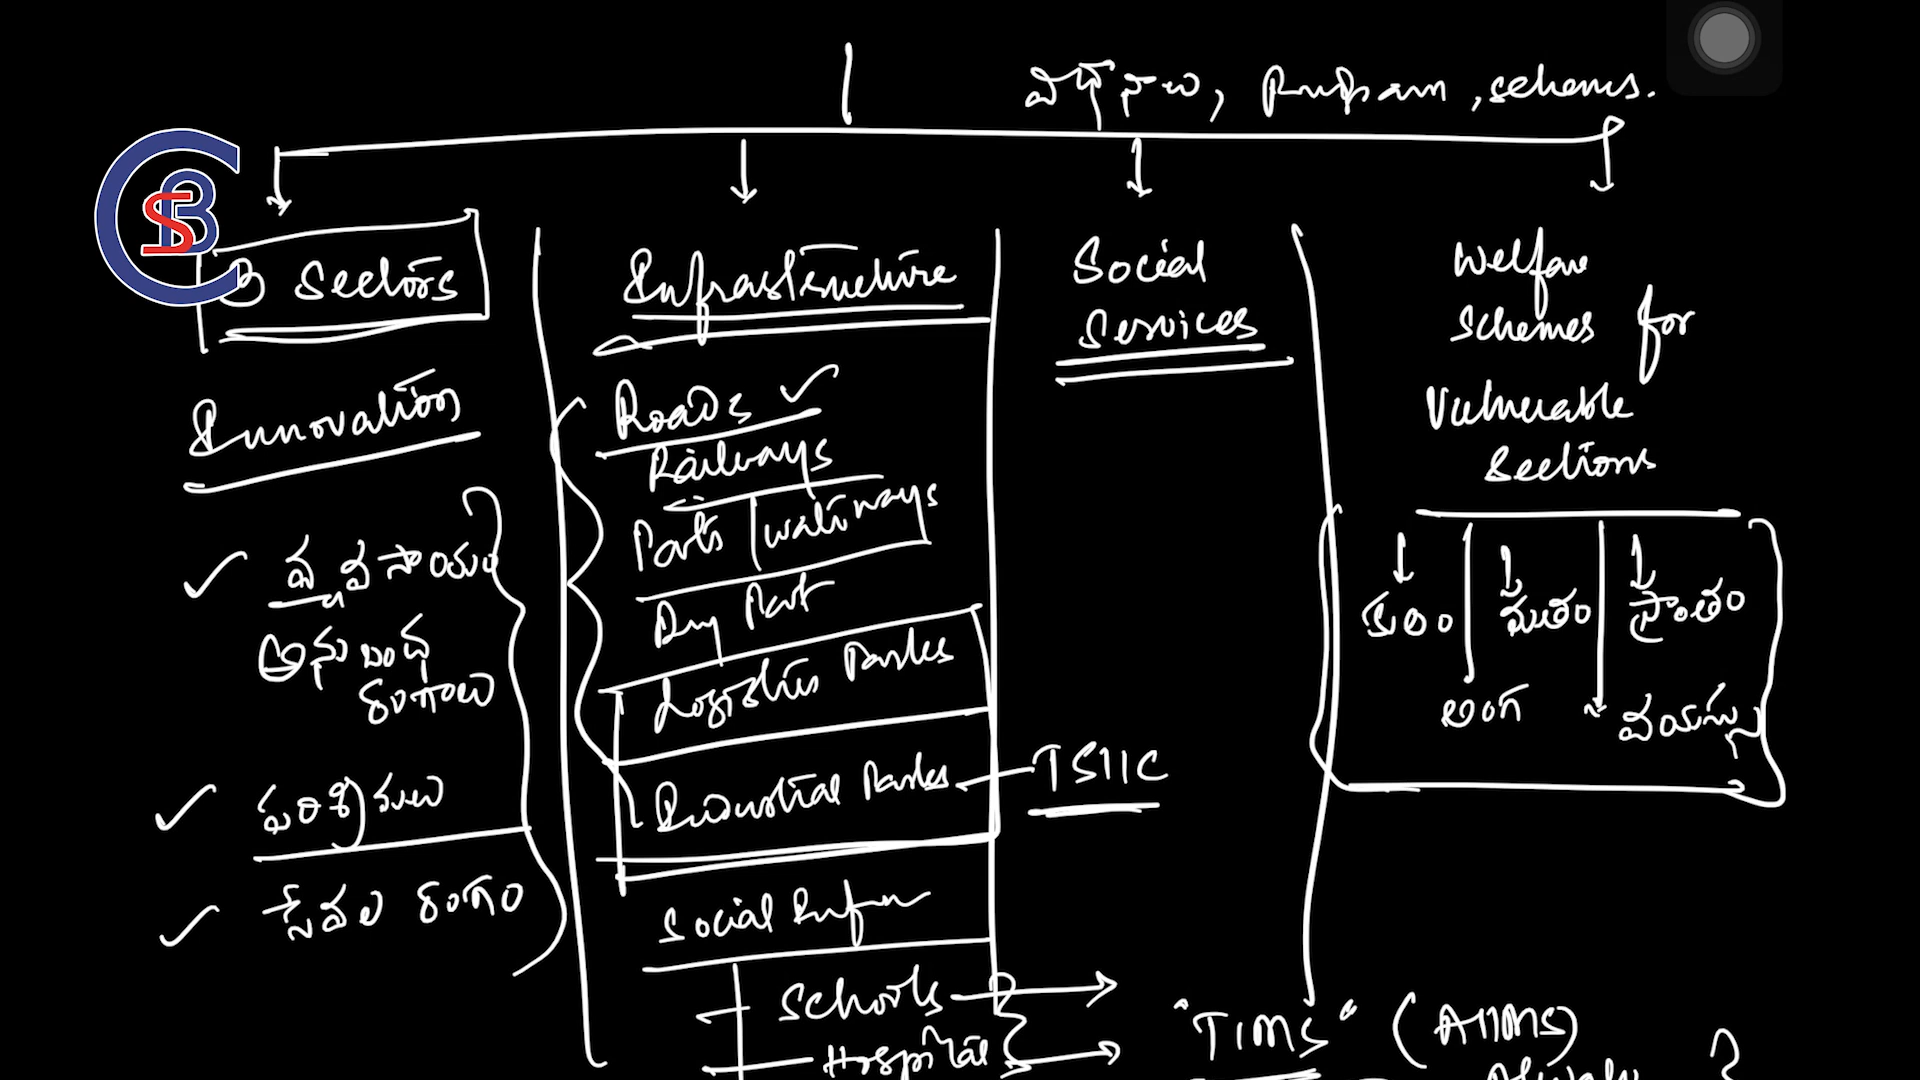 schemes.
CSB
3 Sectors
Innovation
వ్యవసాయం
అనుబంధ
రంగాలు
పరిశ్రమలు
సేవల రంగం
Infrastructure
Roads ✓
Railways
Ports | Waterways
Dry Port
Logistics Parks
Industrial Parks — TSIIC
Social Infra
Schools
Hospital
Social
Services
Welfare
Schemes for
Vulnerable
Sections
కులం
మతం
ప్రాంతం
లింగ
వయస్సు
"TIMS" (AIIMS)